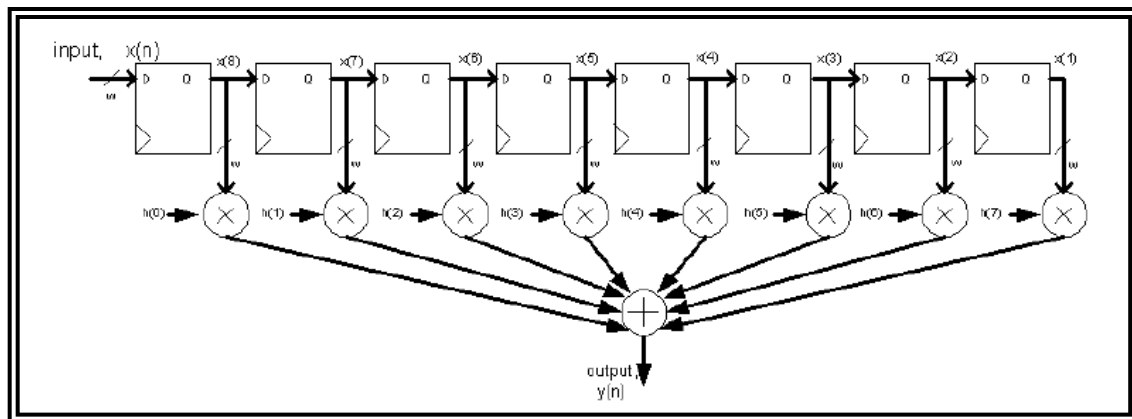 input, x(n)
x(8) x(7) x(6) x(5) x(4) x(3) x(2) x(1)
D Q D Q D Q D Q D Q D Q D Q D Q
w
w w w w w w w w
h(0) h(1) h(2) h(3) h(4) h(5) h(6) h(7)
output,
y(n)